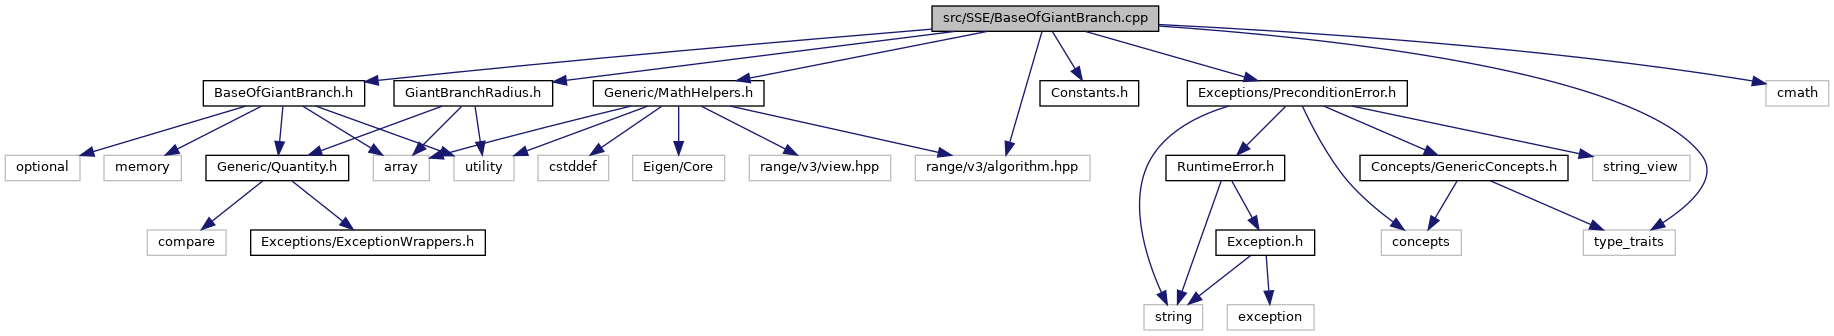 src/SSE/BaseOfGiantBranch.cpp
BaseOfGiantBranch.h
GiantBranchRadius.h
Generic/MathHelpers.h
Constants.h
Exceptions/PreconditionError.h
cmath
optional
memory
Generic/Quantity.h
array
utility
cstddef
Eigen/Core
range/v3/view.hpp
range/v3/algorithm.hpp
RuntimeError.h
Concepts/GenericConcepts.h
string_view
compare
Exceptions/ExceptionWrappers.h
Exception.h
concepts
type_traits
string
exception